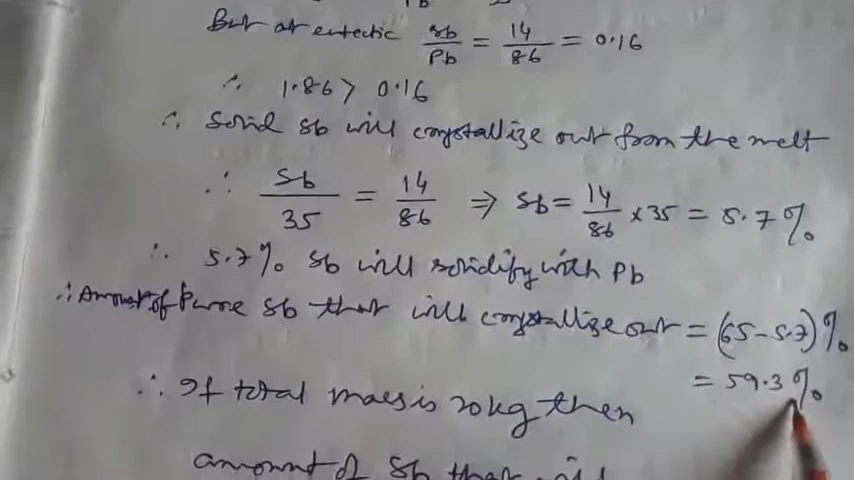 But at eutectic Sb/Pb = 14/86 = 0.16
∴ 1.86 > 0.16
∴ Solid Sb will crystallize out from the melt
∴ Sb/35 = 14/86 ⇒ Sb = 14/86 × 35 = 5.7%
∴ 5.7% Sb will solidify with Pb
∴ Amount of Pure Sb that will crystallize out = (65 - 5.7)%
= 59.3%
∴ If total mass is 20 kg then
amount of Sb that will